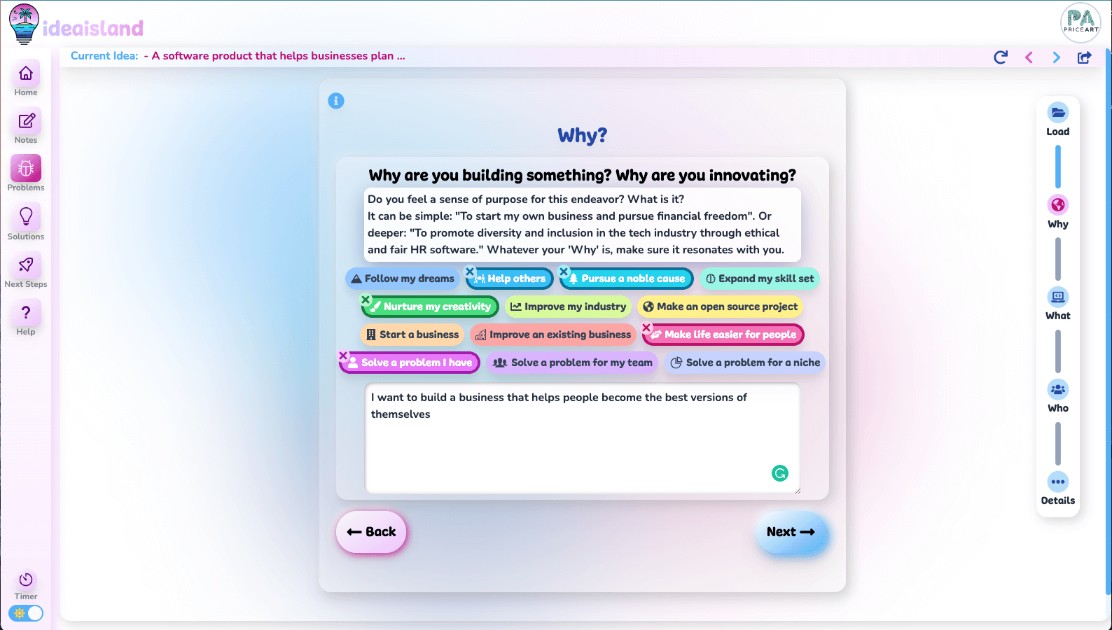 ideaisland
PA
PRICEART
Current Idea: - A software product that helps businesses plan ...
Home
Notes
Problems
Solutions
Next Steps
?
Help
Timer
i
Why?
Why are you building something? Why are you innovating?
Do you feel a sense of purpose for this endeavor? What is it?
It can be simple: "To start my own business and pursue financial freedom". Or
deeper: "To promote diversity and inclusion in the tech industry through ethical
and fair HR software." Whatever your 'Why' is, make sure it resonates with you.
Follow my dreams Help others Pursue a noble cause Expand my skill set
Nurture my creativity Improve my industry Make an open source project
Start a business Improve an existing business Make life easier for people
Solve a problem I have Solve a problem for my team Solve a problem for a niche
I want to build a business that helps people become the best versions of
themselves
← Back
Next →
Load
Why
What
Who
Details